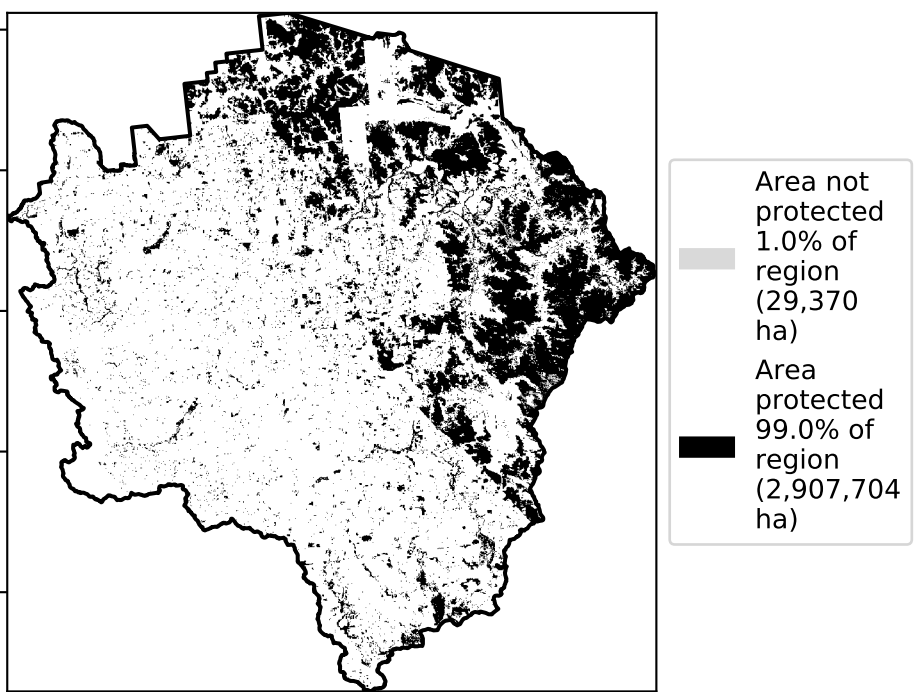 Area not
protected
1.0% of
region
(29,370
ha)
Area
protected
99.0% of
region
(2,907,704
ha)